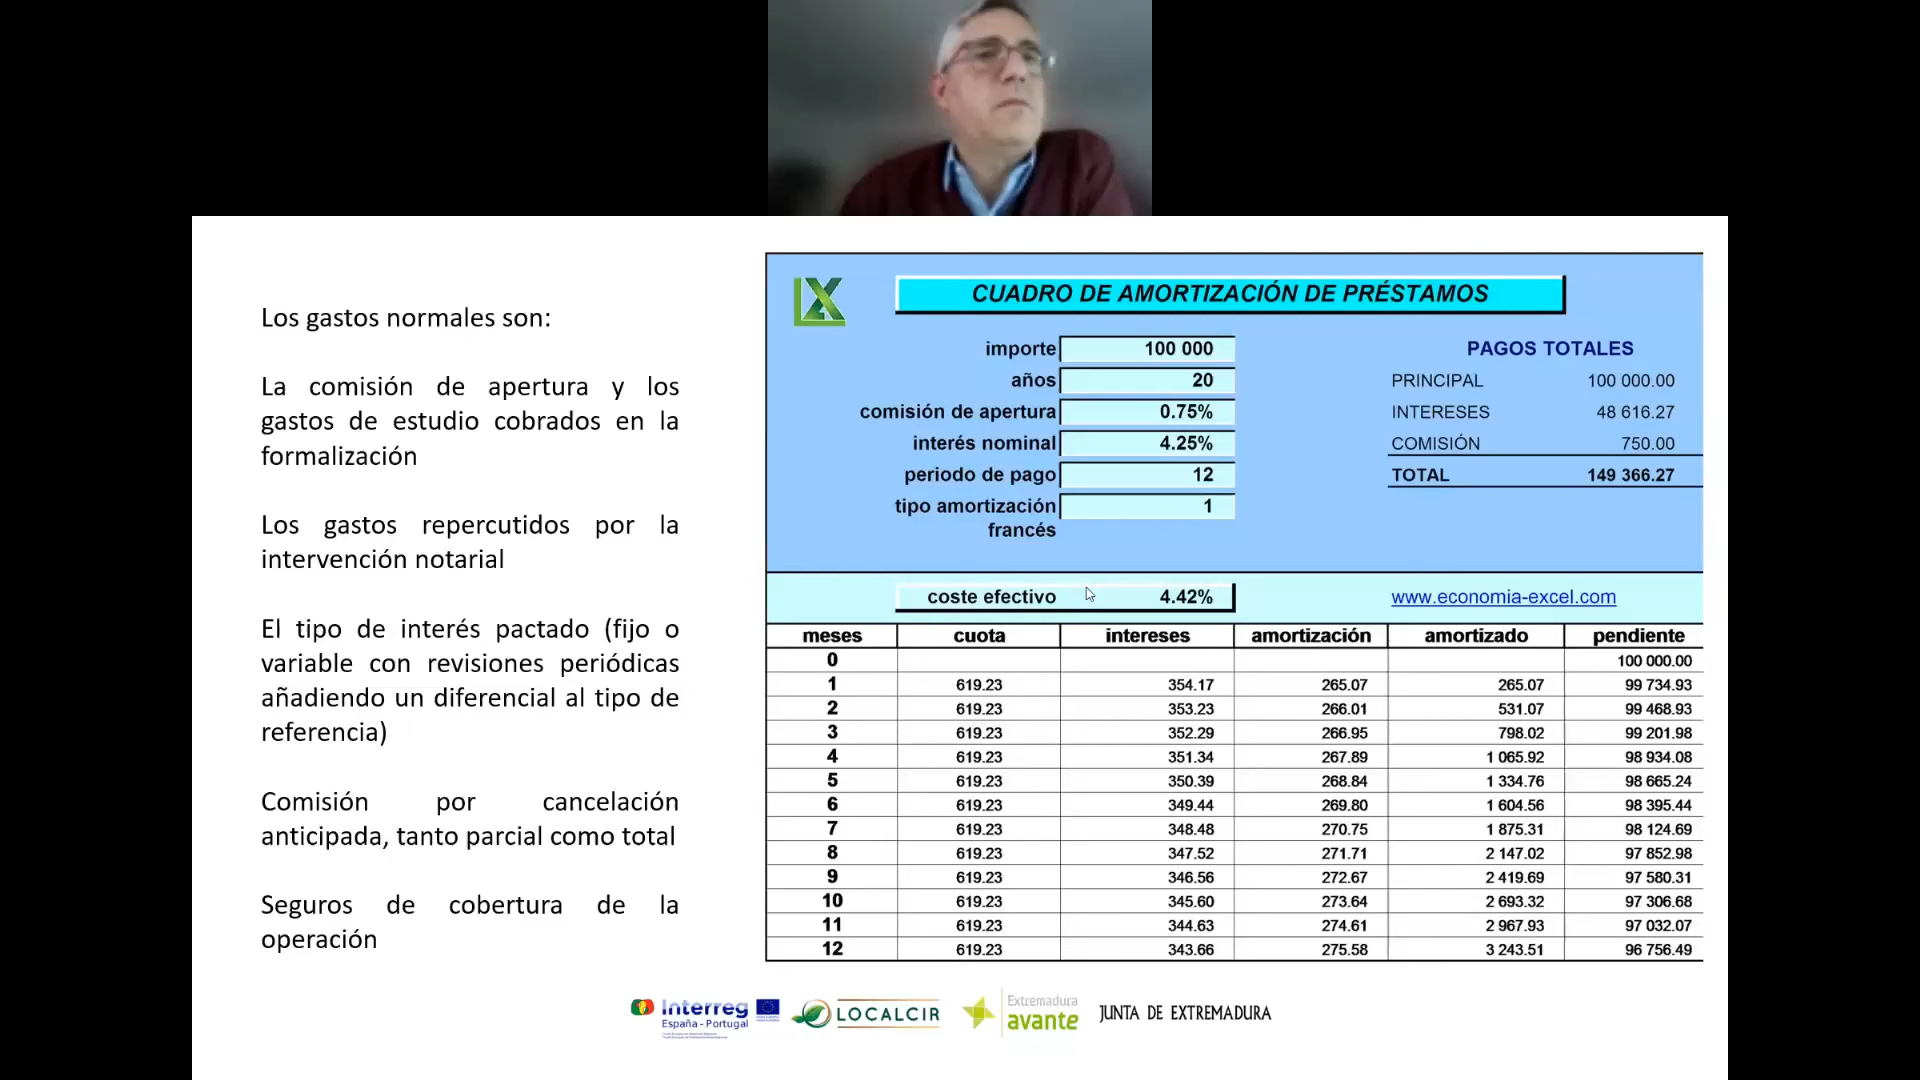 Los gastos normales son:
La comisión de apertura y los
gastos de estudio cobrados en la
formalización
Los gastos repercutidos por la
intervención notarial
El tipo de interés pactado (fijo o
variable con revisiones periódicas
añadiendo un diferencial al tipo de
referencia)
Comisión por cancelación
anticipada, tanto parcial como total
Seguros de cobertura de la
operación
CUADRO DE AMORTIZACIÓN DE PRÉSTAMOS
importe 100 000
años 20
comisión de apertura 0.75%
interés nominal 4.25%
periodo de pago 12
tipo amortización 1
francés
PAGOS TOTALES
PRINCIPAL 100 000.00
INTERESES 48 616.27
COMISIÓN 750.00
TOTAL 149 366.27
coste efectivo 4.42%
www.economia-excel.com
meses cuota intereses amortización amortizado pendiente
0 100 000.00
1 619.23 354.17 265.07 265.07 99 734.93
2 619.23 353.23 266.01 531.07 99 468.93
3 619.23 352.29 266.95 798.02 99 201.98
4 619.23 351.34 267.89 1 065.92 98 934.08
5 619.23 350.39 268.84 1 334.76 98 665.24
6 619.23 349.44 269.80 1 604.56 98 395.44
7 619.23 348.48 270.75 1 875.31 98 124.69
8 619.23 347.52 271.71 2 147.02 97 852.98
9 619.23 346.56 272.67 2 419.69 97 580.31
10 619.23 345.60 273.64 2 693.32 97 306.68
11 619.23 344.63 274.61 2 967.93 97 032.07
12 619.23 343.66 275.58 3 243.51 96 756.49
Interreg
España - Portugal
LOCALCIR
Extremadura
avante
JUNTA DE EXTREMADURA